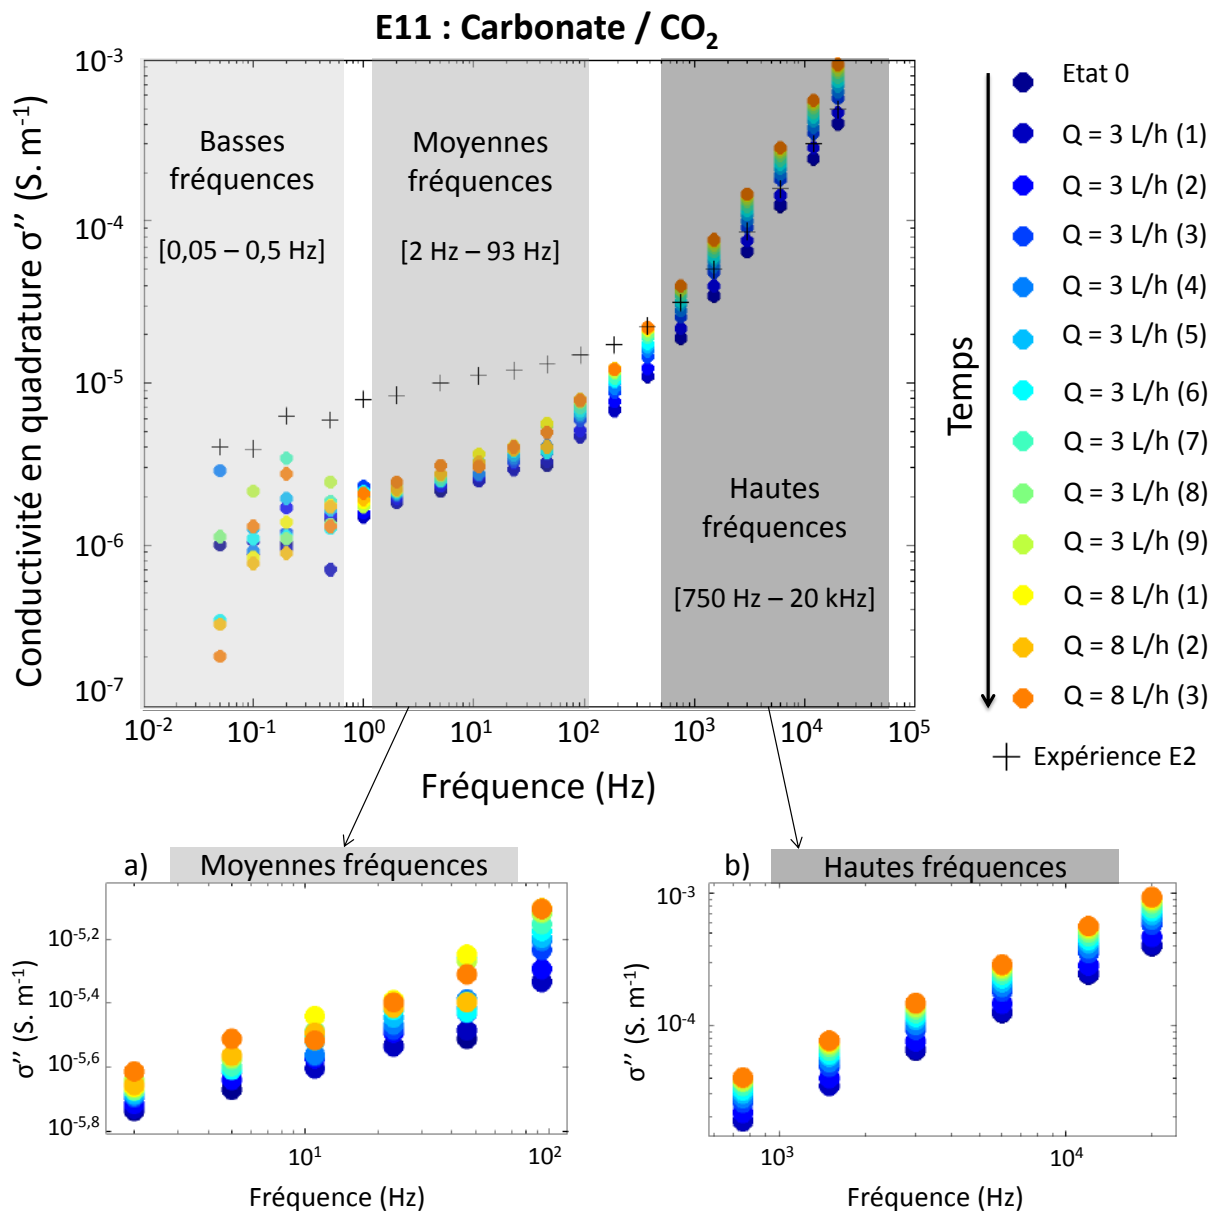 E11 : Carbonate / CO₂
Conductivité en quadrature σ’’ (S. m⁻¹)
10⁻³
10⁻⁴
10⁻⁵
10⁻⁶
10⁻⁷
Basses
fréquences
[0,05 – 0,5 Hz]
Moyennes
fréquences
[2 Hz – 93 Hz]
Hautes
fréquences
[750 Hz – 20 kHz]
10⁻² 10⁻¹ 10⁰ 10¹ 10² 10³ 10⁴ 10⁵
Fréquence (Hz)
Temps
Etat 0
Q = 3 L/h (1)
Q = 3 L/h (2)
Q = 3 L/h (3)
Q = 3 L/h (4)
Q = 3 L/h (5)
Q = 3 L/h (6)
Q = 3 L/h (7)
Q = 3 L/h (8)
Q = 3 L/h (9)
Q = 8 L/h (1)
Q = 8 L/h (2)
Q = 8 L/h (3)
Expérience E2
a) Moyennes fréquences
σ’’ (S. m⁻¹)
10⁻⁵,²
10⁻⁵,⁴
10⁻⁵,⁶
10⁻⁵,⁸
10¹ 10²
Fréquence (Hz)
b) Hautes fréquences
σ’’ (S. m⁻¹)
10⁻³
10⁻⁴
10³ 10⁴
Fréquence (Hz)